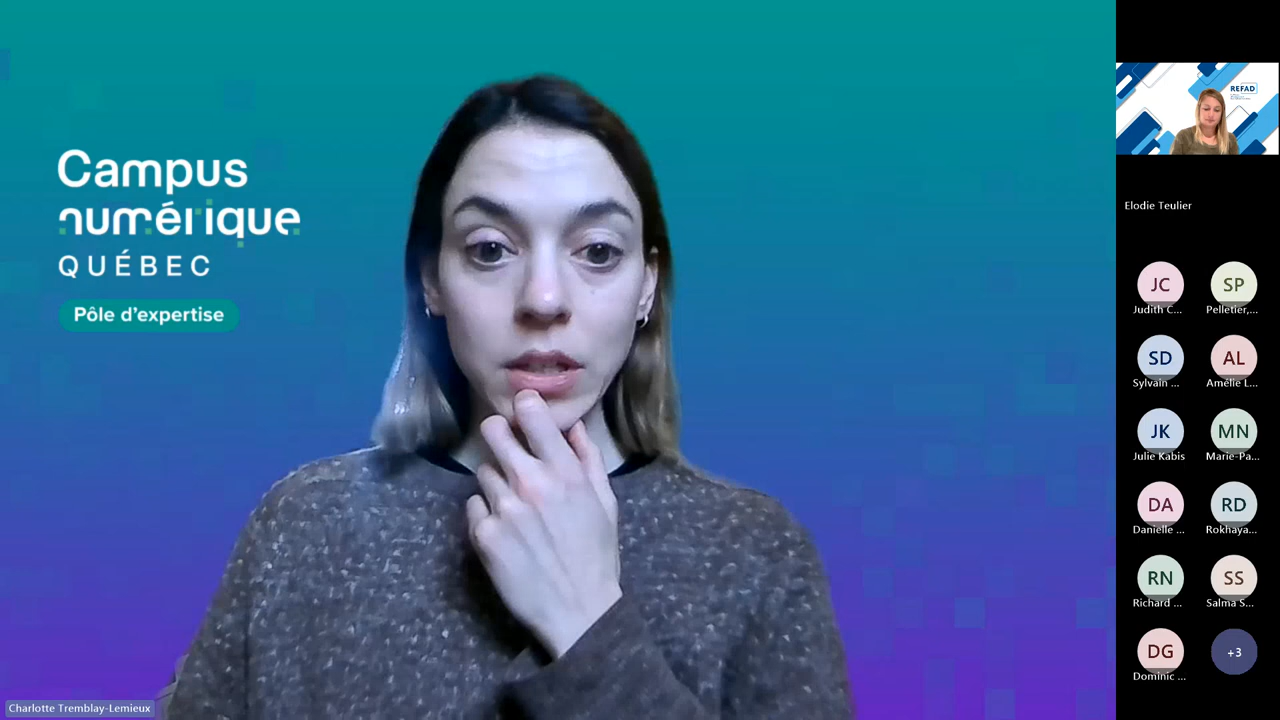 Campus
numérique
QUÉBEC
Pôle d'expertise
Charlotte Tremblay-Lemieux
REFAD
Elodie Teulier
JC
Judith C...
SP
Pelletier,...
SD
Sylvain ...
AL
Amélie L...
JK
Julie Kabis
MN
Marie-Pa...
DA
Danielle ...
RD
Rokhaya...
RN
Richard ...
SS
Salma S...
DG
Dominic ...
+3